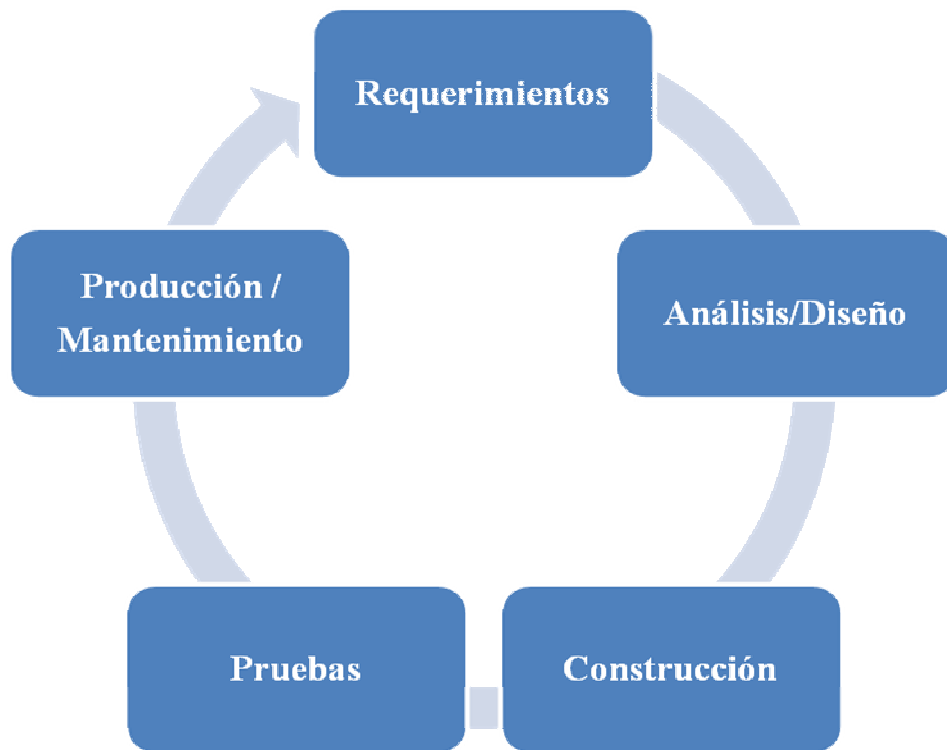 Requerimientos
Análisis/Diseño
Construcción
Pruebas
Producción /
Mantenimiento